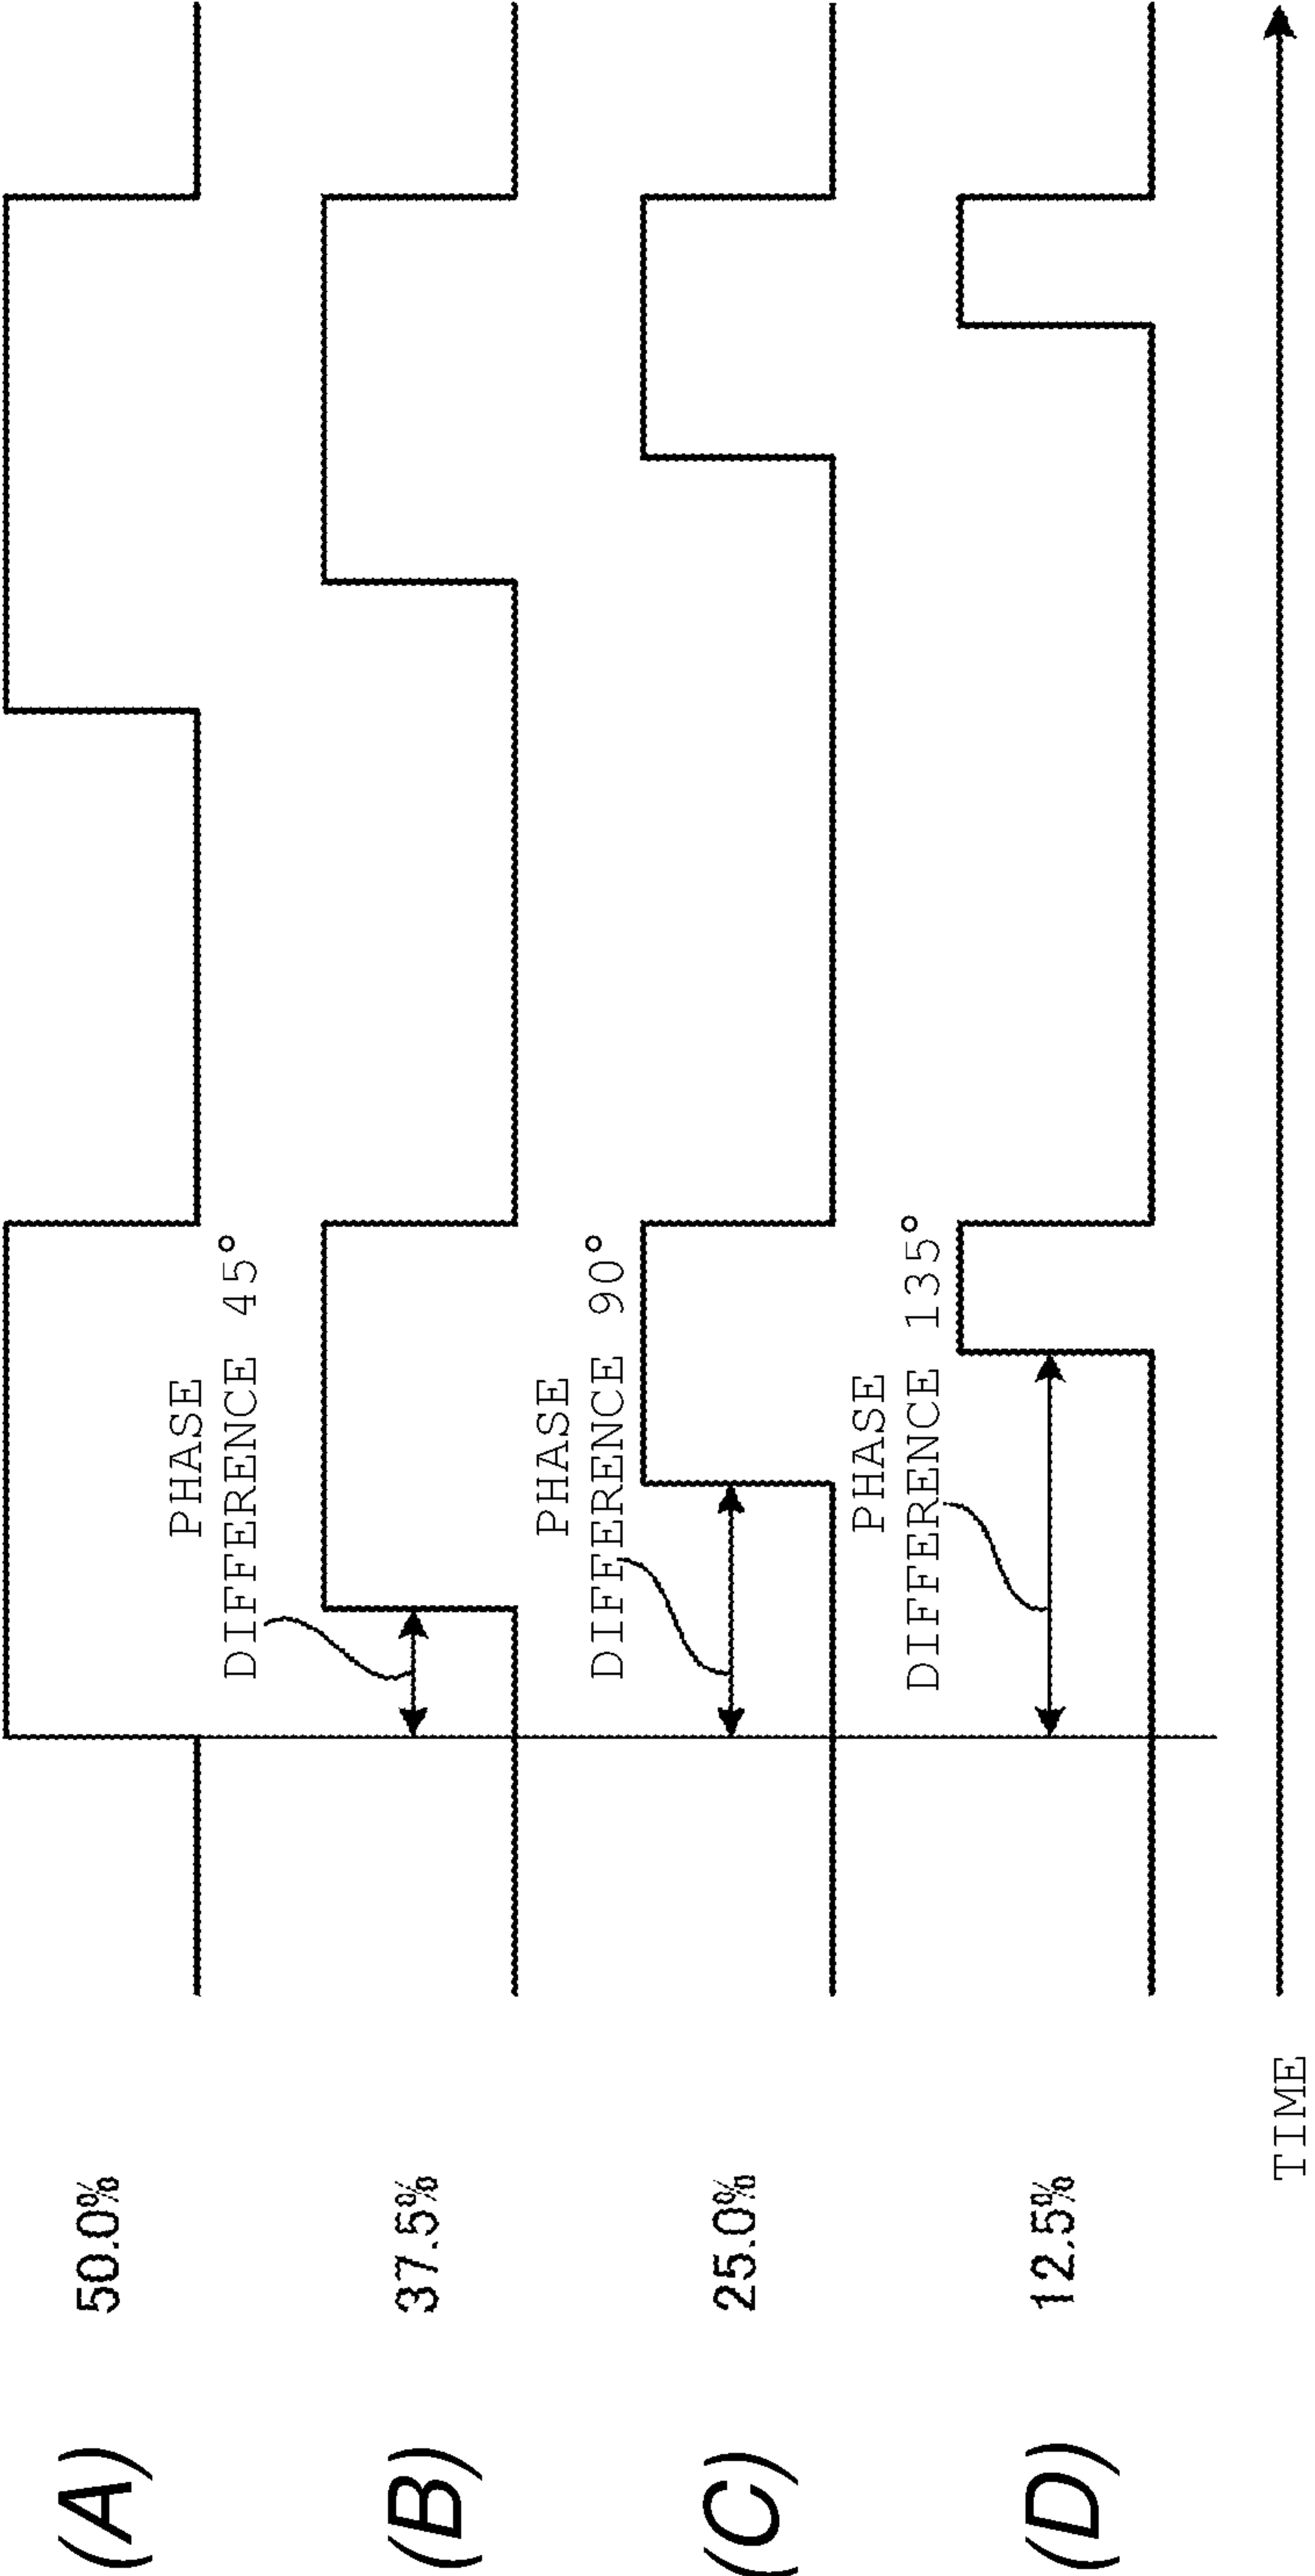 (A) 50.0%
PHASE
DIFFERENCE 45°
(B) 37.5%
PHASE
DIFFERENCE 90°
(C) 25.0%
PHASE
DIFFERENCE 135°
(D) 12.5%
TIME